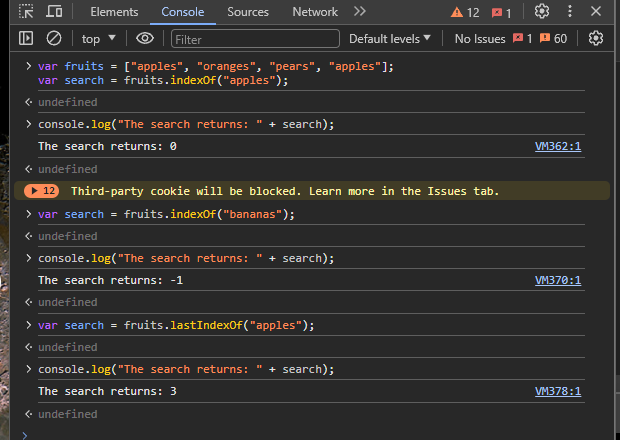 Elements Console Sources Network 12 1
top Filter Default levels No Issues 1 60
var fruits = ["apples", "oranges", "pears", "apples"];
var search = fruits.indexOf("apples");
undefined
console.log("The search returns: " + search);
The search returns: 0 VM362:1
undefined
12 Third-party cookie will be blocked. Learn more in the Issues tab.
var search = fruits.indexOf("bananas");
undefined
console.log("The search returns: " + search);
The search returns: -1 VM370:1
undefined
var search = fruits.lastIndexOf("apples");
undefined
console.log("The search returns: " + search);
The search returns: 3 VM378:1
undefined